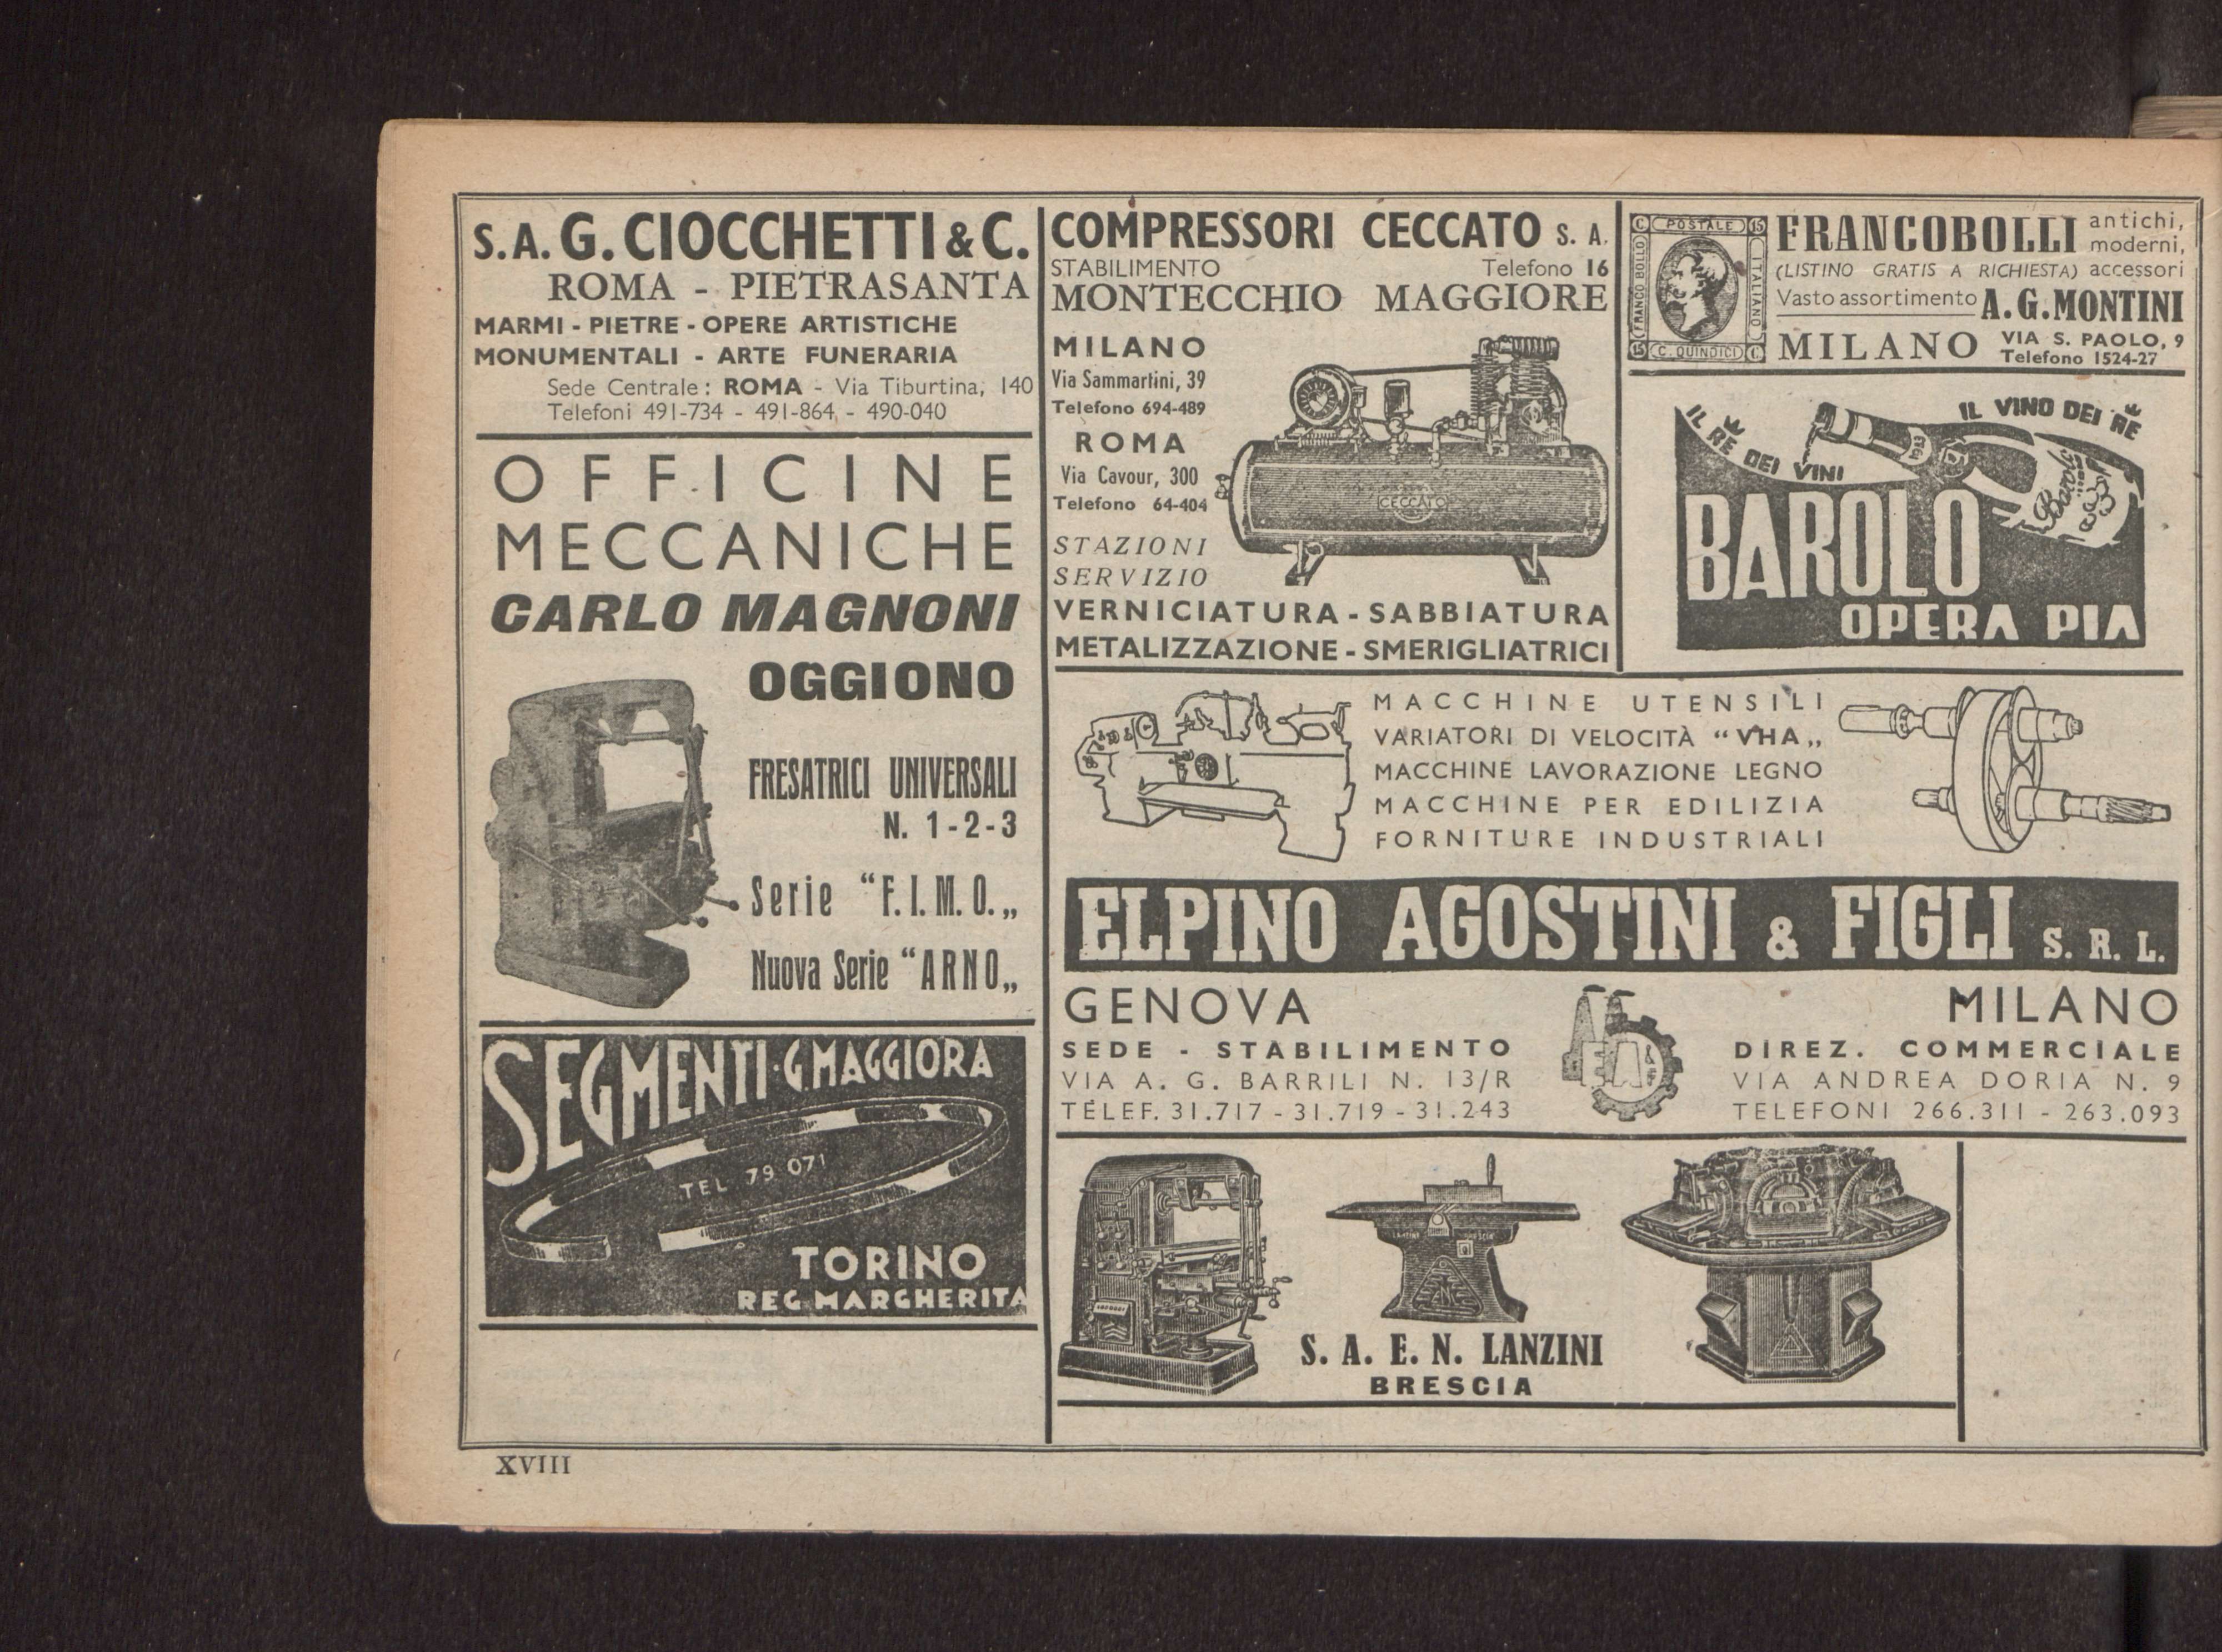 S.A. G. CIOCCHETTI & C.
ROMA - PIETRASANTA
MARMI - PIETRE - OPERE ARTISTICHE
MONUMENTALI - ARTE FUNERARIA
Sede Centrale: ROMA - Via Tiburtina, 140
Telefoni 491-734 - 491-864 - 490-040
OFFICINE
MECCANICHE
CARLO MAGNONI
OGGIONO
FRESATRICI UNIVERSALI
N. 1-2-3
Serie “F.I.M.O.„
Nuova Serie “ARNO„
SEGMENTI·G.MAGGIORA
TEL. 79 071
TORINO
REG MARGHERITA
COMPRESSORI CECCATO S. A.
STABILIMENTO Telefono 16
MONTECCHIO MAGGIORE
MILANO
Via Sammartini, 39
Telefono 694-489
ROMA
Via Cavour, 300
Telefono 64-404
CECCATO
STAZIONI
SERVIZIO
VERNICIATURA - SABBIATURA
METALIZZAZIONE - SMERIGLIATRICI
C POSTALE 15
FRANCO BOLLO
ITALIANO
15 C. QUINDICI C.
FRANCOBOLLI antichi,
moderni,
(LISTINO GRATIS A RICHIESTA) accessori
Vasto assortimento A. G. MONTINI
MILANO VIA S. PAOLO, 9
Telefono 1524-27
IL RE DEI VINI
IL VINO DEI RE
Barolo
BAROLO
OPERA PIA
MACCHINE UTENSILI
VARIATORI DI VELOCITÀ “VHA„
MACCHINE LAVORAZIONE LEGNO
MACCHINE PER EDILIZIA
FORNITURE INDUSTRIALI
ELPINO AGOSTINI & FIGLI S. R. L.
GENOVA
SEDE - STABILIMENTO
VIA A. G. BARRILI N. 13/R
TELEF. 31.717 - 31.719 - 31.243
EA
MILANO
DIREZ. COMMERCIALE
VIA ANDREA DORIA N. 9
TELEFONI 266.311 - 263.093
S. A. E. N. LANZINI
BRESCIA
XVIII